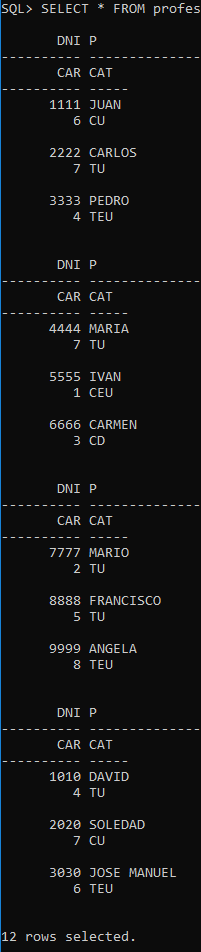 SQL> SELECT * FROM profes
DNI P
---------- --------------
CAR CAT
---------- -----
1111 JUAN
6 CU
2222 CARLOS
7 TU
3333 PEDRO
4 TEU
DNI P
---------- --------------
CAR CAT
---------- -----
4444 MARIA
7 TU
5555 IVAN
1 CEU
6666 CARMEN
3 CD
DNI P
---------- --------------
CAR CAT
---------- -----
7777 MARIO
2 TU
8888 FRANCISCO
5 TU
9999 ANGELA
8 TEU
DNI P
---------- --------------
CAR CAT
---------- -----
1010 DAVID
4 TU
2020 SOLEDAD
7 CU
3030 JOSE MANUEL
6 TEU
12 rows selected.